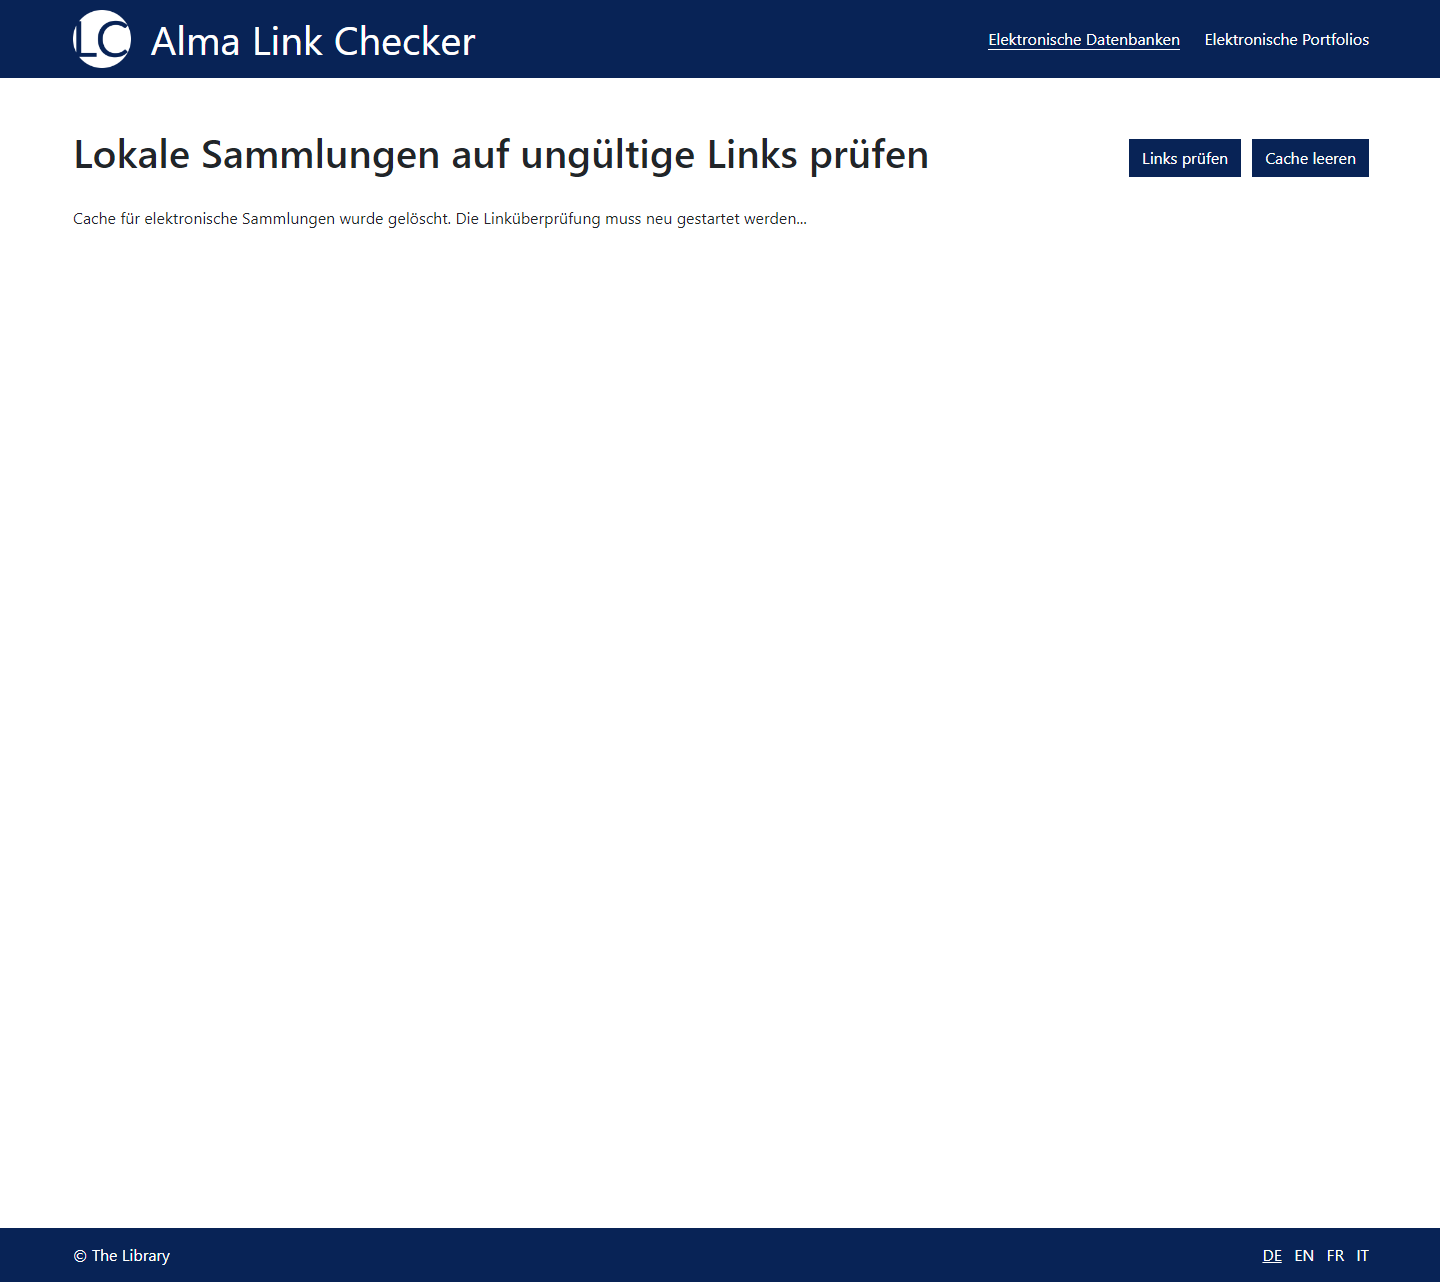 LC Alma Link Checker
Elektronische Datenbanken Elektronische Portfolios
Lokale Sammlungen auf ungültige Links prüfen
Links prüfen Cache leeren
Cache für elektronische Sammlungen wurde gelöscht. Die Linküberprüfung muss neu gestartet werden...
© The Library
DE EN FR IT